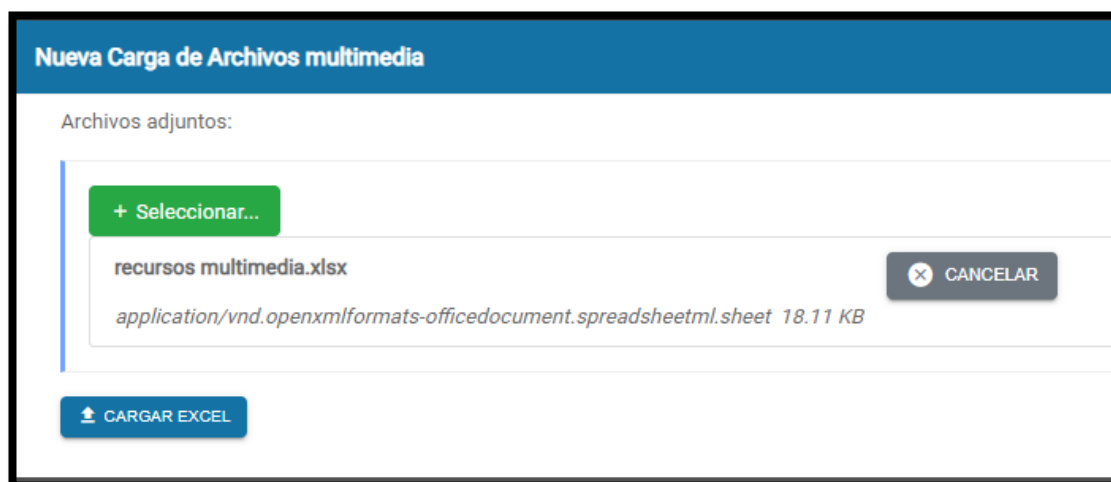 Nueva Carga de Archivos multimedia
Archivos adjuntos:
+ Seleccionar...
recursos multimedia.xlsx
CANCELAR
application/vnd.openxmlformats-officedocument.spreadsheetml.sheet 18.11 KB
CARGAR EXCEL